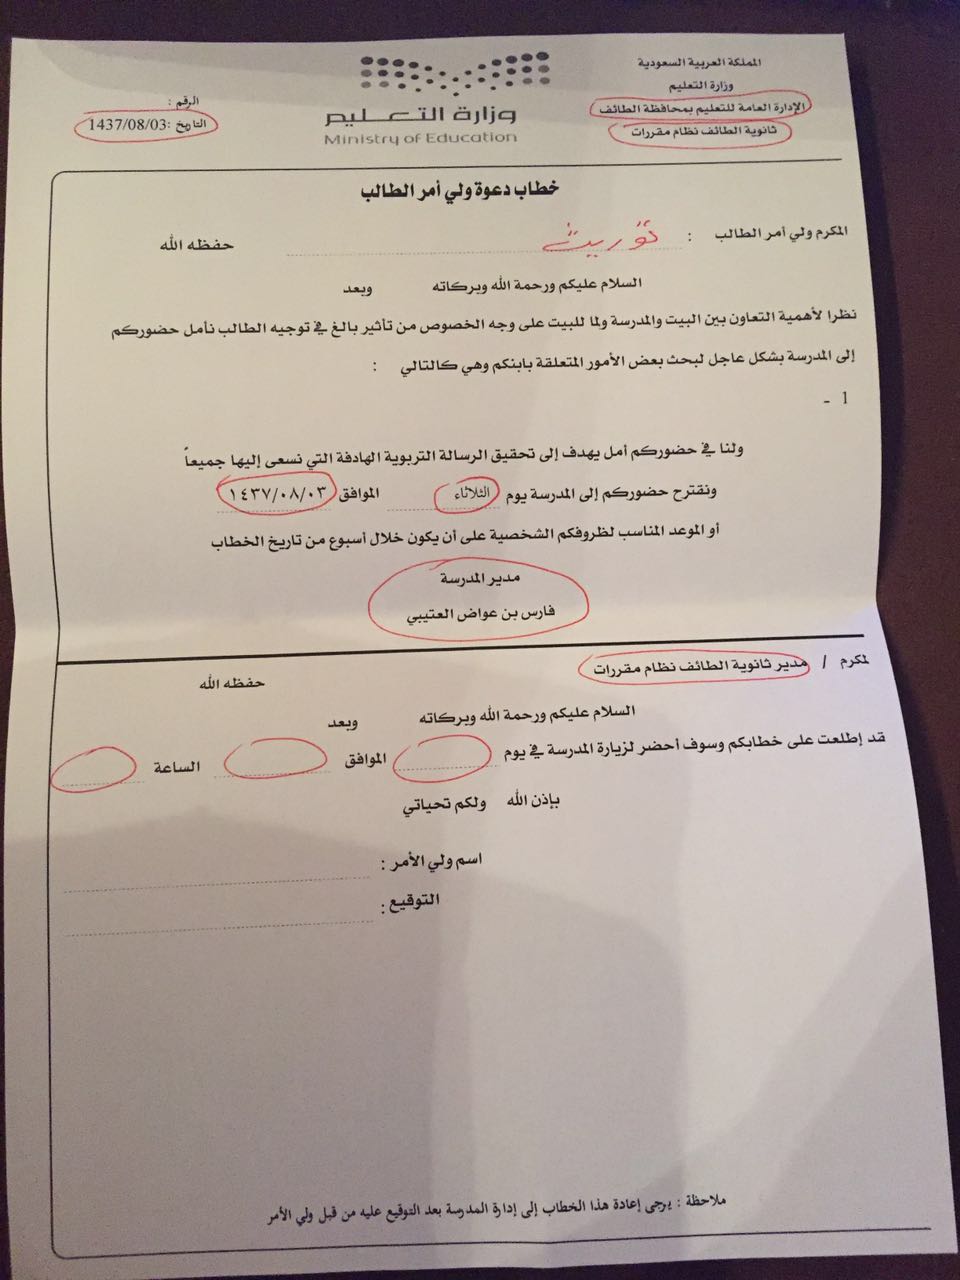 المملكة العربية السعودية
وزارة التعليم
الإدارة العامة للتعليم بمحافظة الطائف
ثانوية الطائف نظام مقررات
وزارة التعليم
Ministry of Education
الرقم :
التاريخ :1437/08/03
خطاب دعوة ولي أمر الطالب
المكرم ولي أمر الطالب : حفظه الله
السلام عليكم ورحمة الله وبركاته وبعد
نظرا لأهمية التعاون بين البيت والمدرسة ولما للبيت على وجه الخصوص من تأثير بالغ في توجيه الطالب نأمل حضوركم
إلى المدرسة بشكل عاجل لبحث بعض الأمور المتعلقة بابنكم وهي كالتالي :
1 -
ولنا في حضوركم أمل يهدف إلى تحقيق الرسالة التربوية الهادفة التي نسعى إليها جميعاً
ونقترح حضوركم إلى المدرسة يوم الثلاثاء الموافق ١٤٣٧/٠٨/٠٣
أو الموعد المناسب لظروفكم الشخصية على أن يكون خلال أسبوع من تاريخ الخطاب
مدير المدرسة
فارس بن عواض العتيبي
لمكرم / مدير ثانوية الطائف نظام مقررات حفظه الله
السلام عليكم ورحمة الله وبركاته وبعد
قد إطلعت على خطابكم وسوف أحضر لزيارة المدرسة في يوم الموافق الساعة
بإذن الله ولكم تحياتي
اسم ولي الأمر :
التوقيع :
ملاحظة : يرجى إعادة هذا الخطاب إلى إدارة المدرسة بعد التوقيع عليه من قبل ولي الأمر